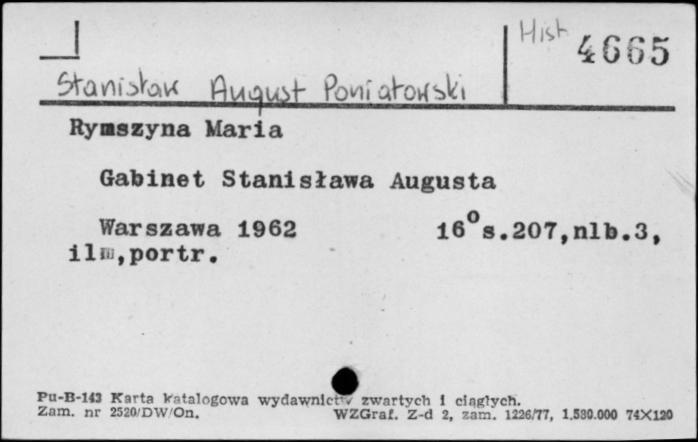 Hist 4665
Stanisław August Poniatowski
Rymszyna Maria
Gabinet Stanisława Augusta
Warszawa 1962 16° s.207,nlb.3,
il,portr.
Pu-B-143 Karta katalogowa wydawnictw zwartych i ciągłych.
Zam. nr 2520/DW/On. WZGraf. Z-d 2, zam. 1226/77, 1.580.000 74X120